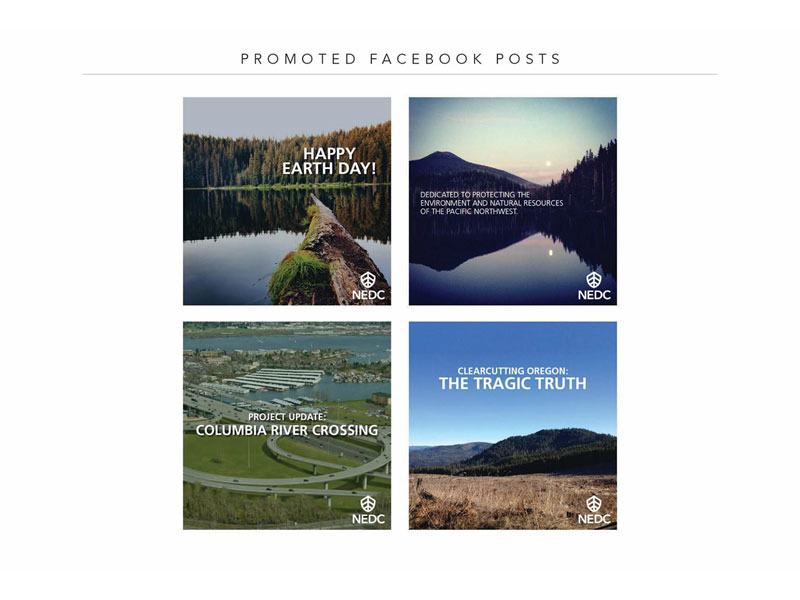 PROMOTED FACEBOOK POSTS
HAPPY
EARTH DAY!
NEDC
DEDICATED TO PROTECTING THE
ENVIRONMENT AND NATURAL RESOURCES
OF THE PACIFIC NORTHWEST.
NEDC
PROJECT UPDATE:
COLUMBIA RIVER CROSSING
NEDC
CLEARCUTTING OREGON:
THE TRAGIC TRUTH
NEDC